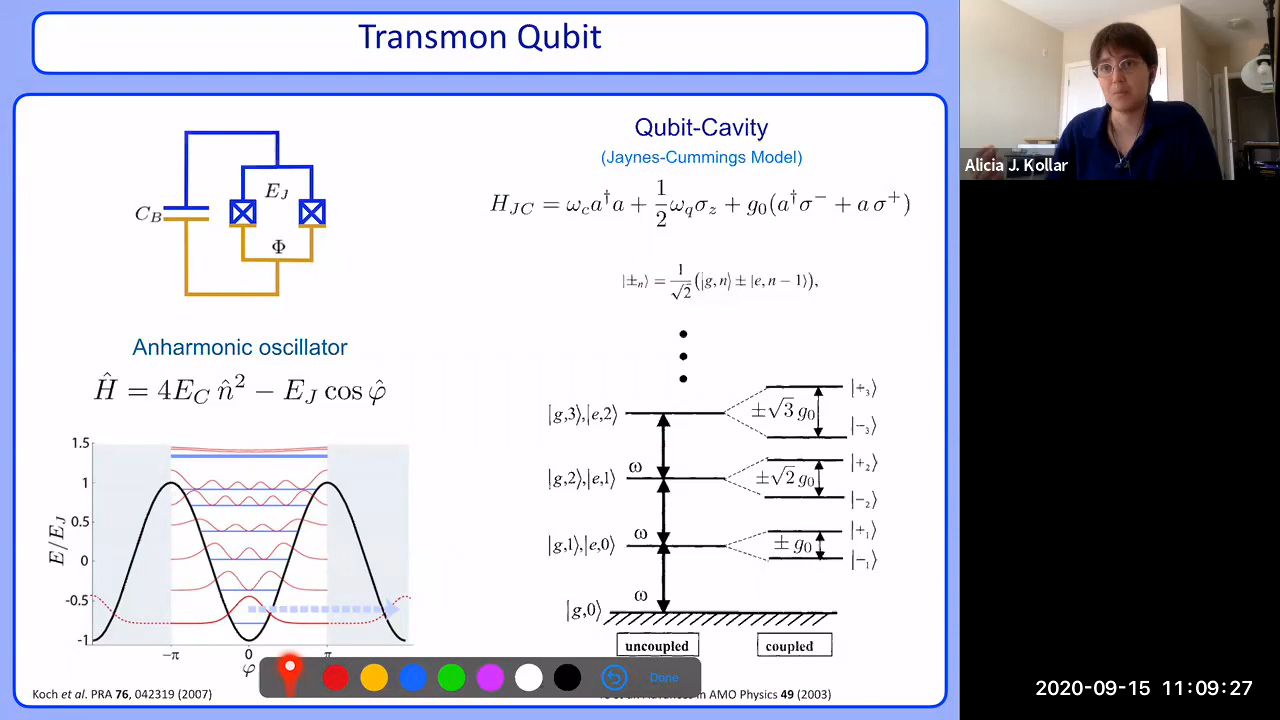 Transmon Qubit
C_B
E_J
Φ
Anharmonic oscillator
Ĥ = 4E_C n̂² − E_J cos φ̂
E/E_J
1.5
1
0.5
0
-0.5
-1
−π
0
π
φ
Koch et al. PRA 76, 042319 (2007)
Qubit-Cavity
(Jaynes-Cummings Model)
H_JC = ω_c a†a + 1/2 ω_q σ_z + g_0(a†σ⁻ + a σ⁺)
|±_n⟩ = 1/√2 (|g,n⟩ ± |e,n − 1⟩),
|g,3⟩,|e,2⟩
±√3 g_0
|+_3⟩
|−_3⟩
ω
|g,2⟩,|e,1⟩
±√2 g_0
|+_2⟩
|−_2⟩
ω
|g,1⟩,|e,0⟩
± g_0
|+_1⟩
|−_1⟩
ω
|g,0⟩
uncoupled
coupled
Done
Advances in AMO Physics 49 (2003)
Alicia J. Kollar
2020-09-15 11:09:27